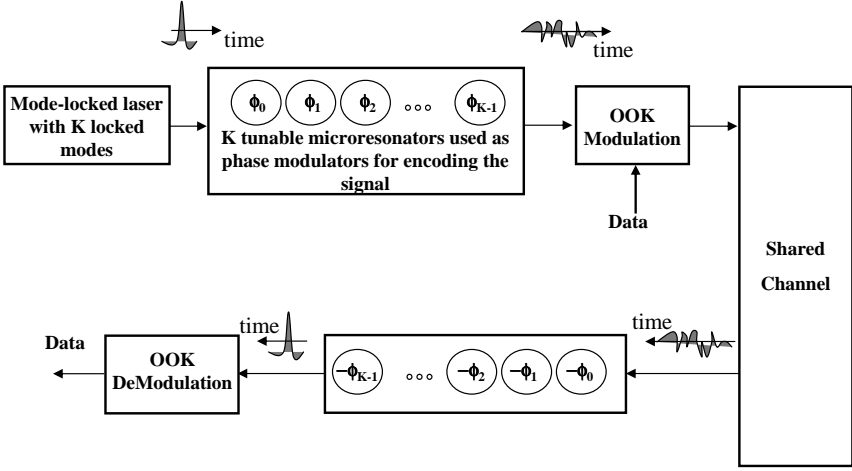 time
time
Mode-locked laser
with K locked
modes
ϕ0 ϕ1 ϕ2 ∘∘∘ ϕK-1
K tunable microresonators used as
phase modulators for encoding the
signal
OOK
Modulation
Data
Shared
Channel
time
time
Data
OOK
DeModulation
−ϕK-1 ∘∘∘ −ϕ2 −ϕ1 −ϕ0